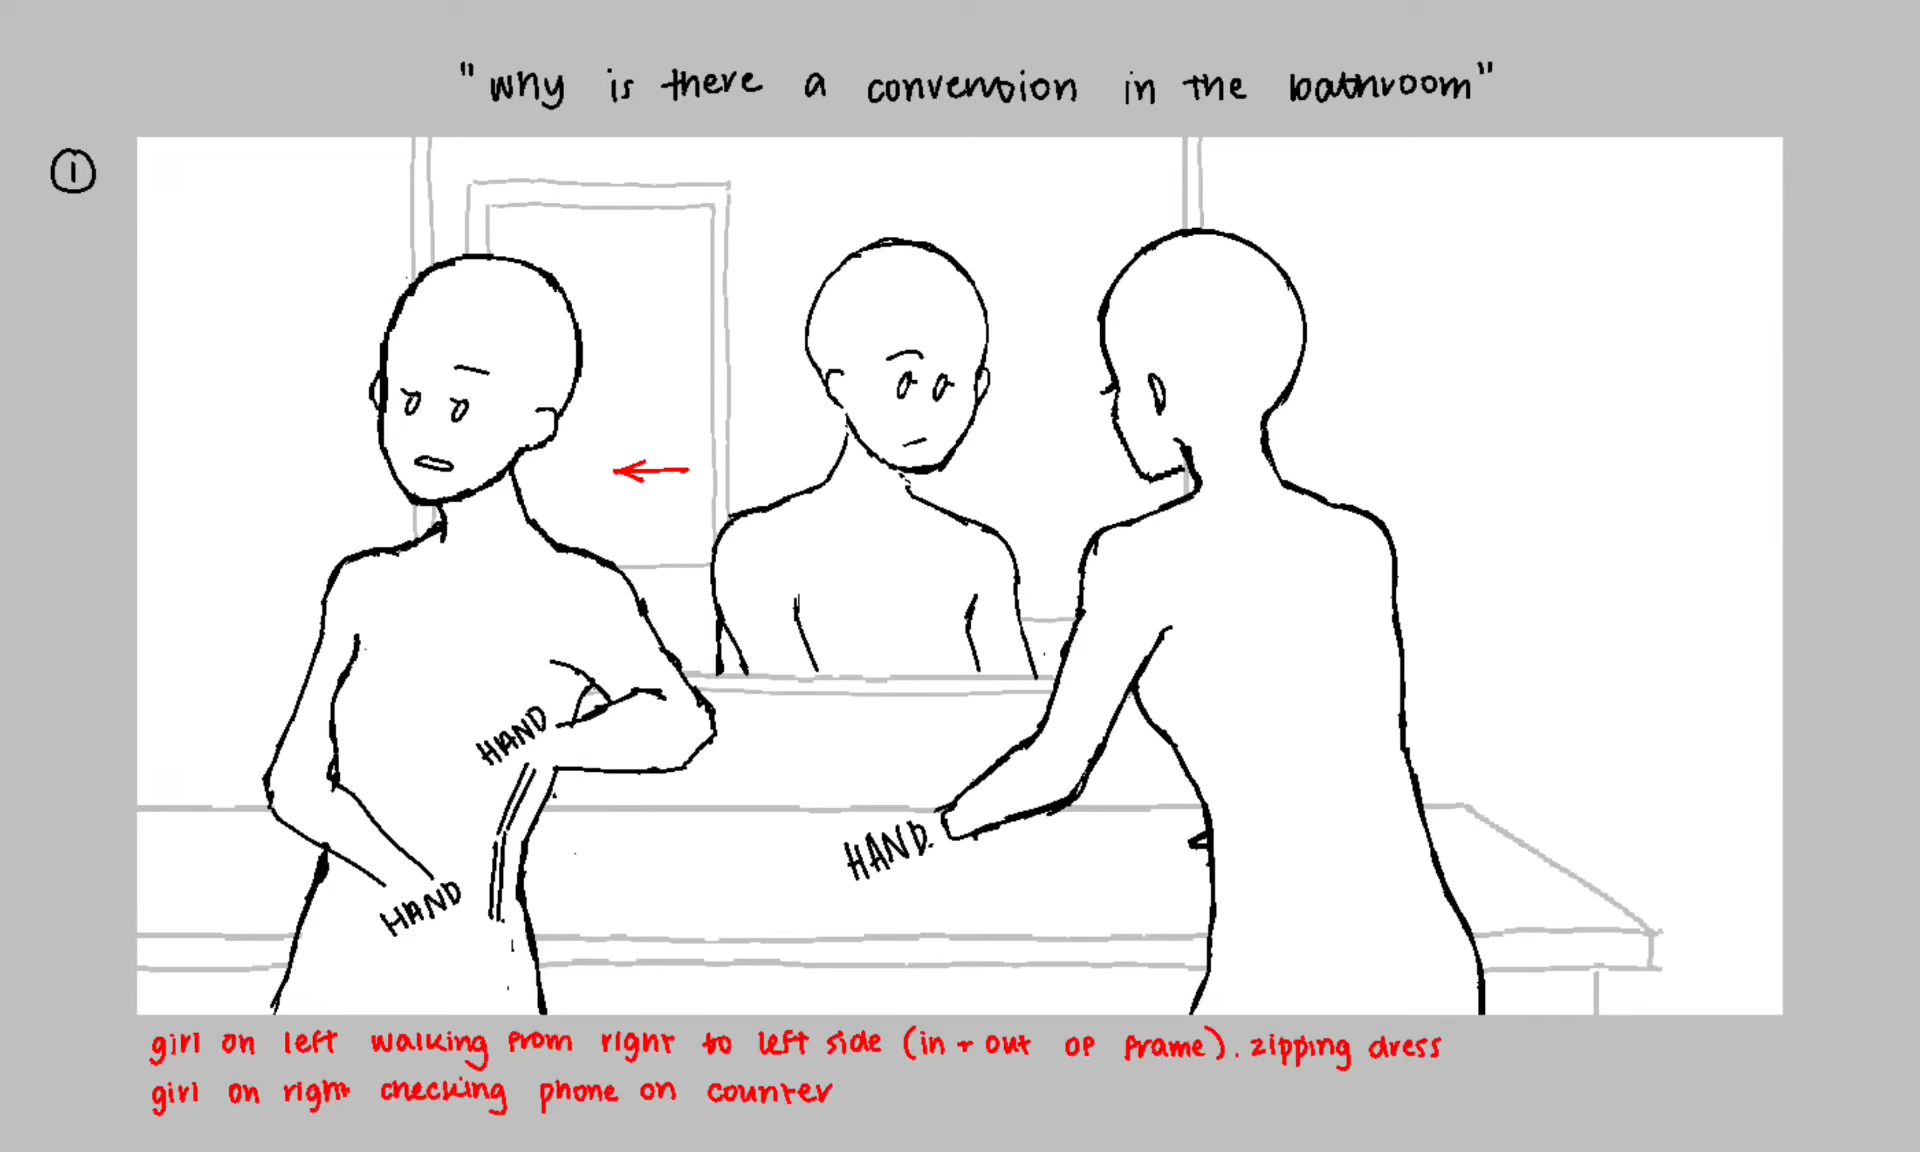 "why is there a convention in the bathroom"
1
HAND
HAND
HAND.
girl on left walking from right to left side (in + out of frame). zipping dress
girl on right checking phone on counter